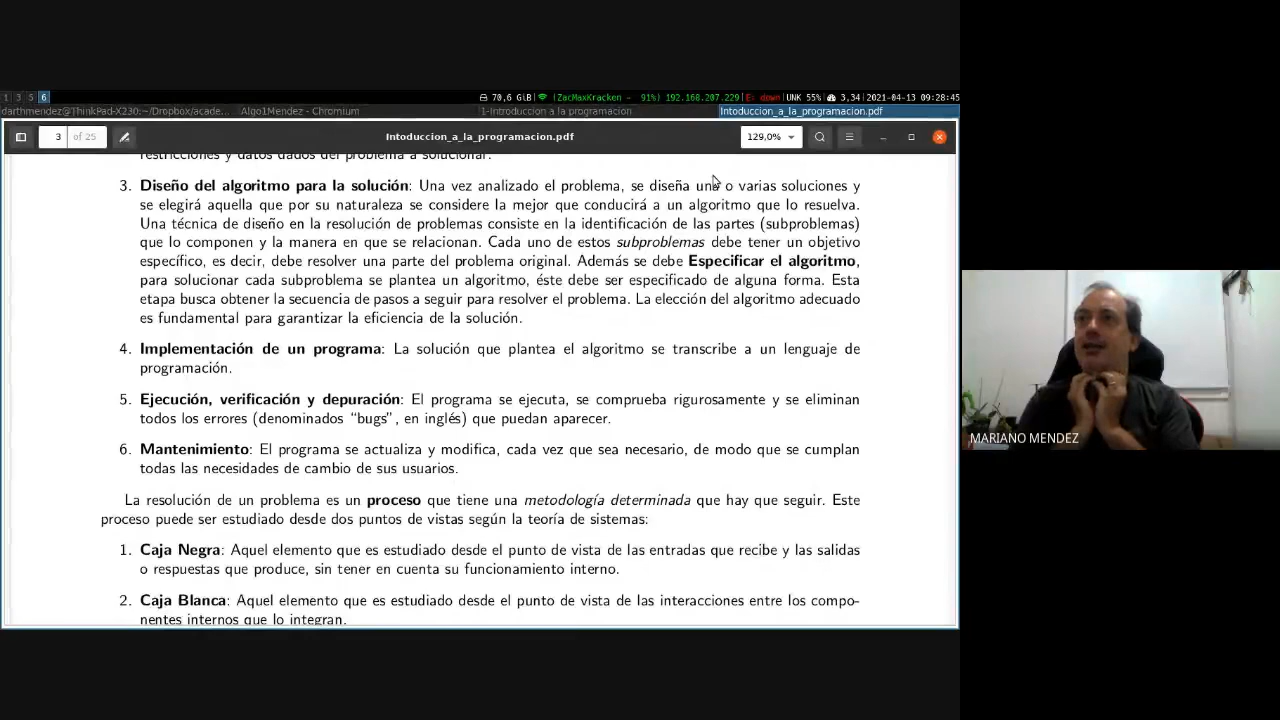 1 3 5 6
70,6 GiB (ZacMaxKracken - 91%) 192.168.207.229 E: down UNK 55% 3,34 2021-04-13 09:28:45
darthmendez@ThinkPad-X230:~/Dropbox/acade... Algo1Mendez - Chromium 1-Introduccion a la programacion Intoduccion_a_la_programacion.pdf
3 of 25 Intoduccion_a_la_programacion.pdf 129,0%
restricciones y datos dados del problema a solucionar.
3. Diseño del algoritmo para la solución: Una vez analizado el problema, se diseña una o varias soluciones y
se elegirá aquella que por su naturaleza se considere la mejor que conducirá a un algoritmo que lo resuelva.
Una técnica de diseño en la resolución de problemas consiste en la identificación de las partes (subproblemas)
que lo componen y la manera en que se relacionan. Cada uno de estos subproblemas debe tener un objetivo
específico, es decir, debe resolver una parte del problema original. Además se debe Especificar el algoritmo,
para solucionar cada subproblema se plantea un algoritmo, éste debe ser especificado de alguna forma. Esta
etapa busca obtener la secuencia de pasos a seguir para resolver el problema. La elección del algoritmo adecuado
es fundamental para garantizar la eficiencia de la solución.
4. Implementación de un programa: La solución que plantea el algoritmo se transcribe a un lenguaje de
programación.
5. Ejecución, verificación y depuración: El programa se ejecuta, se comprueba rigurosamente y se eliminan
todos los errores (denominados “bugs”, en inglés) que puedan aparecer.
6. Mantenimiento: El programa se actualiza y modifica, cada vez que sea necesario, de modo que se cumplan
todas las necesidades de cambio de sus usuarios.
La resolución de un problema es un proceso que tiene una metodología determinada que hay que seguir. Este
proceso puede ser estudiado desde dos puntos de vistas según la teoría de sistemas:
1. Caja Negra: Aquel elemento que es estudiado desde el punto de vista de las entradas que recibe y las salidas
o respuestas que produce, sin tener en cuenta su funcionamiento interno.
2. Caja Blanca: Aquel elemento que es estudiado desde el punto de vista de las interacciones entre los compo-
nentes internos que lo integran.
MARIANO MENDEZ